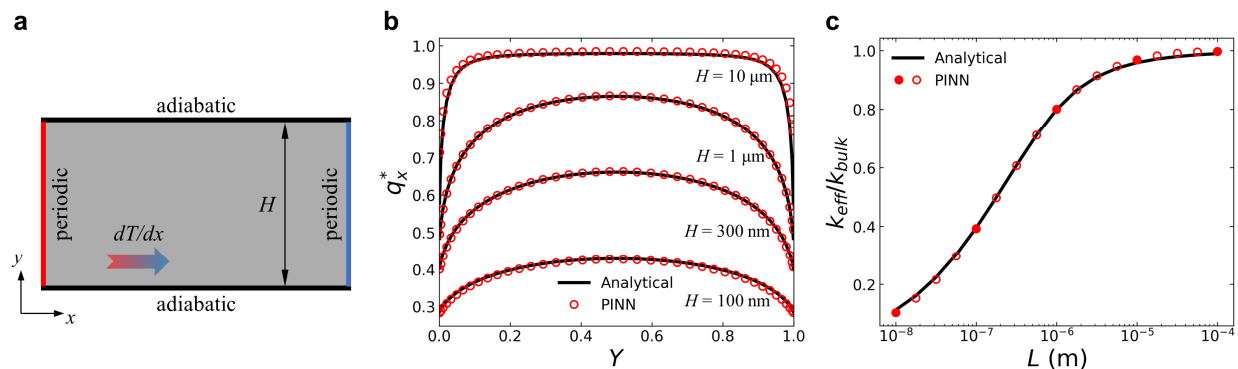 a
adiabatic
periodic
H
periodic
dT/dx
y
x
adiabatic
b
q*x
1.0
0.9
0.8
0.7
0.6
0.5
0.4
0.3
H = 10 μm
H = 1 μm
H = 300 nm
H = 100 nm
Analytical
PINN
0.0 0.2 0.4 0.6 0.8 1.0
Y
c
keff/kbulk
1.0
0.8
0.6
0.4
0.2
Analytical
PINN
10−8 10−7 10−6 10−5 10−4
L (m)